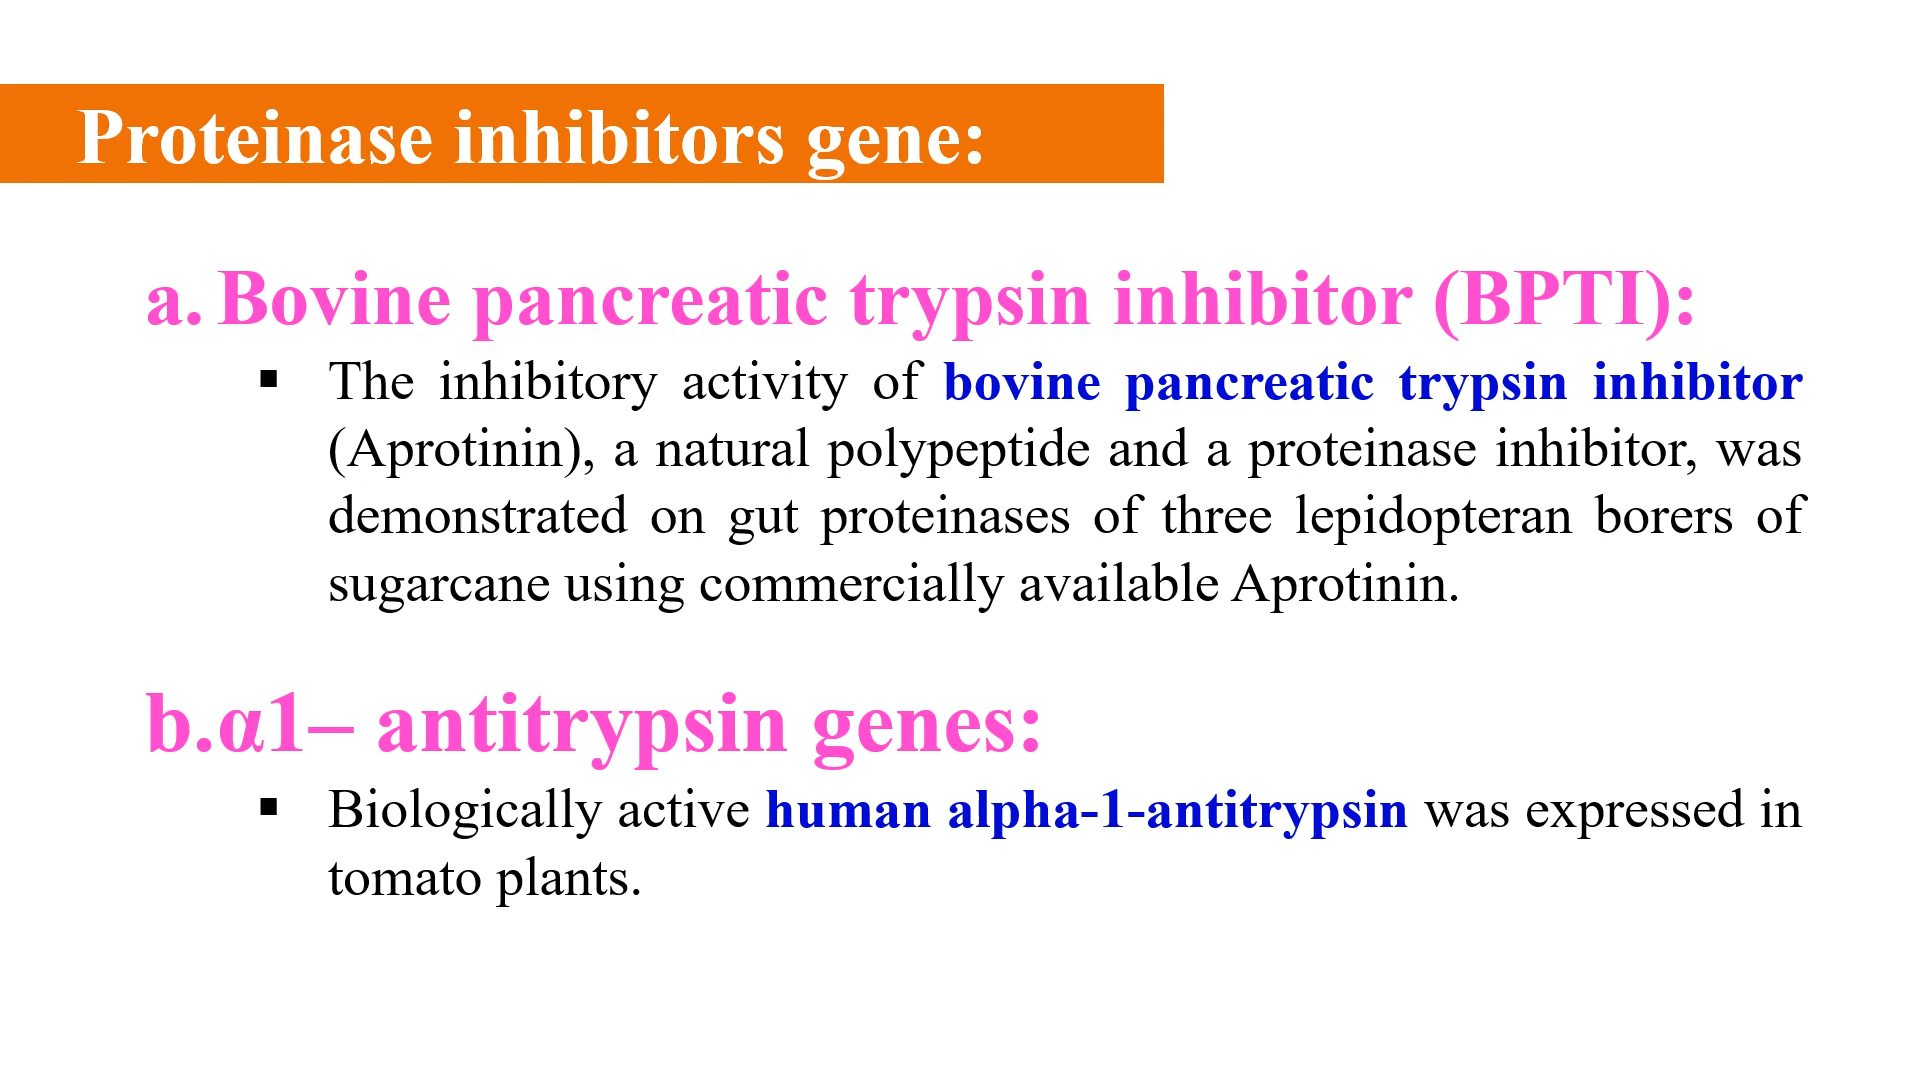 Proteinase inhibitors gene:
a. Bovine pancreatic trypsin inhibitor (BPTI):
▪ The inhibitory activity of bovine pancreatic trypsin inhibitor
(Aprotinin), a natural polypeptide and a proteinase inhibitor, was
demonstrated on gut proteinases of three lepidopteran borers of
sugarcane using commercially available Aprotinin.
b. α1– antitrypsin genes:
▪ Biologically active human alpha-1-antitrypsin was expressed in
tomato plants.